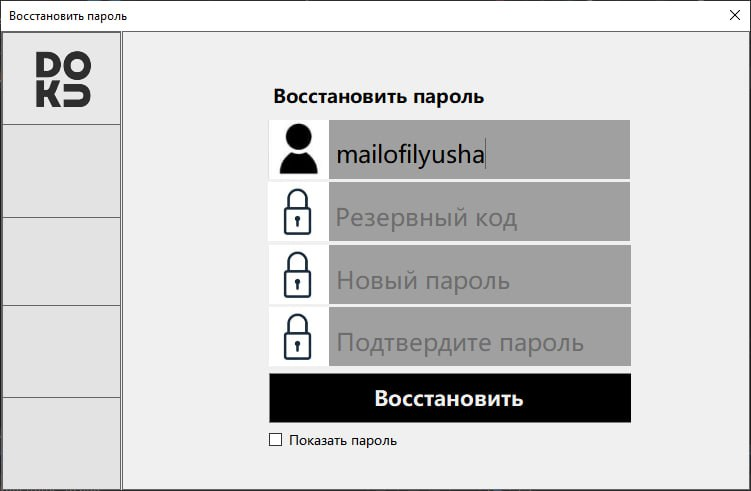 Восстановить пароль
DO
KU
Восстановить пароль
mailofilyusha
Резервный код
Новый пароль
Подтвердите пароль
Восстановить
Показать пароль